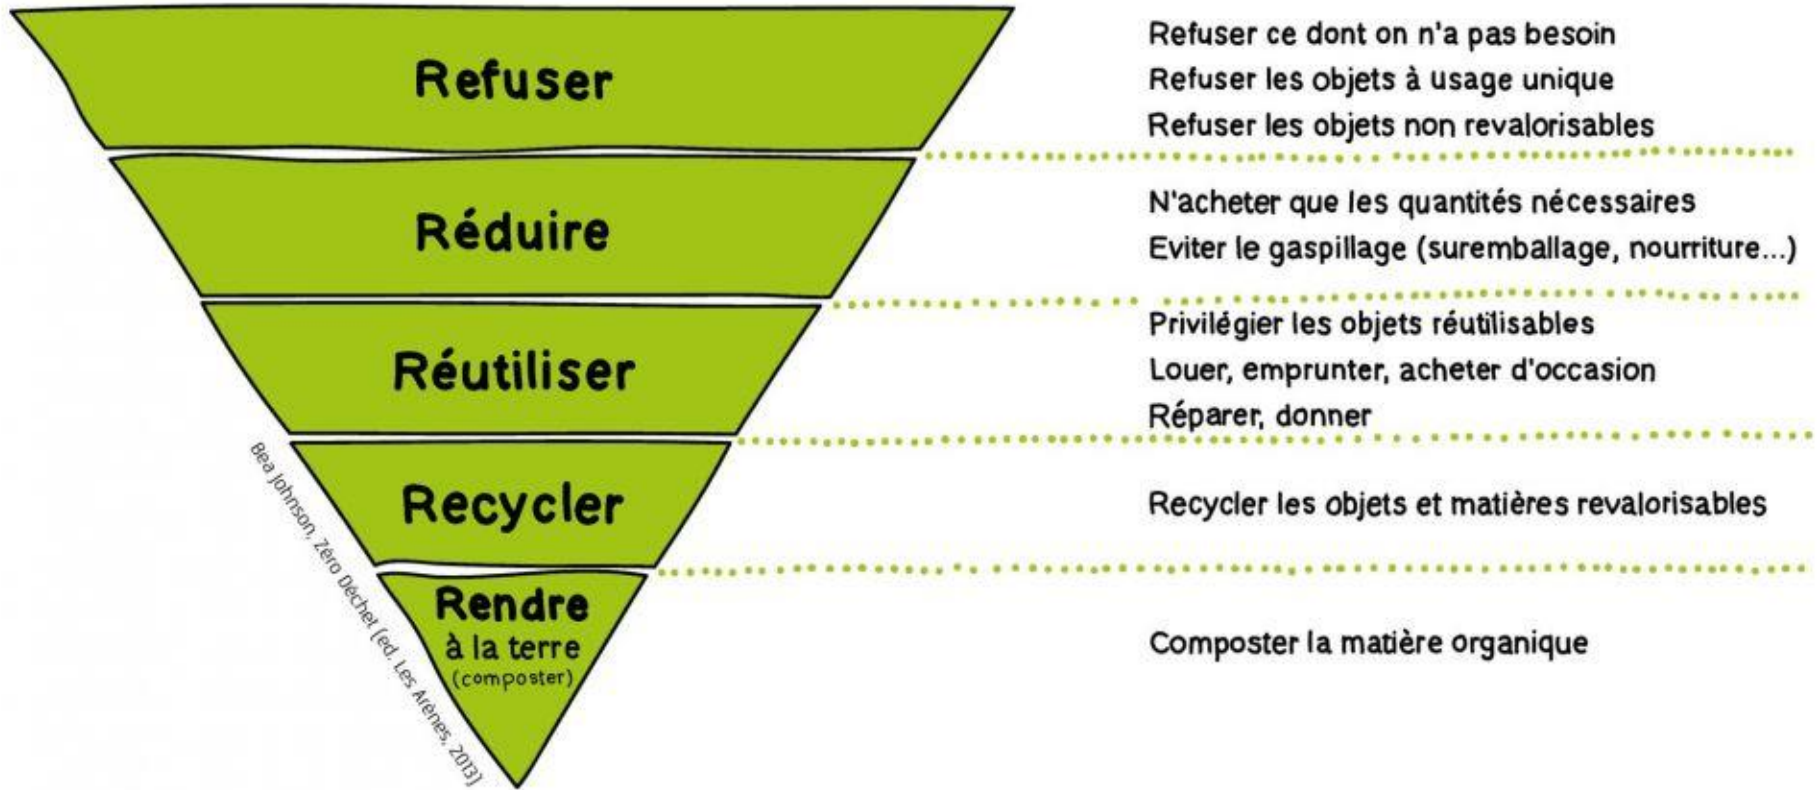 Refuser
Refuser ce dont on n'a pas besoin
Refuser les objets à usage unique
Refuser les objets non revalorisables
Réduire
N'acheter que les quantités nécessaires
Eviter le gaspillage (suremballage, nourriture...)
Réutiliser
Privilégier les objets réutilisables
Louer, emprunter, acheter d'occasion
Réparer, donner
Recycler
Recycler les objets et matières revalorisables
Rendre
à la terre
(composter)
Composter la matière organique
Bea Johnson, Zéro Déchet (ed. Les Arènes, 2013)